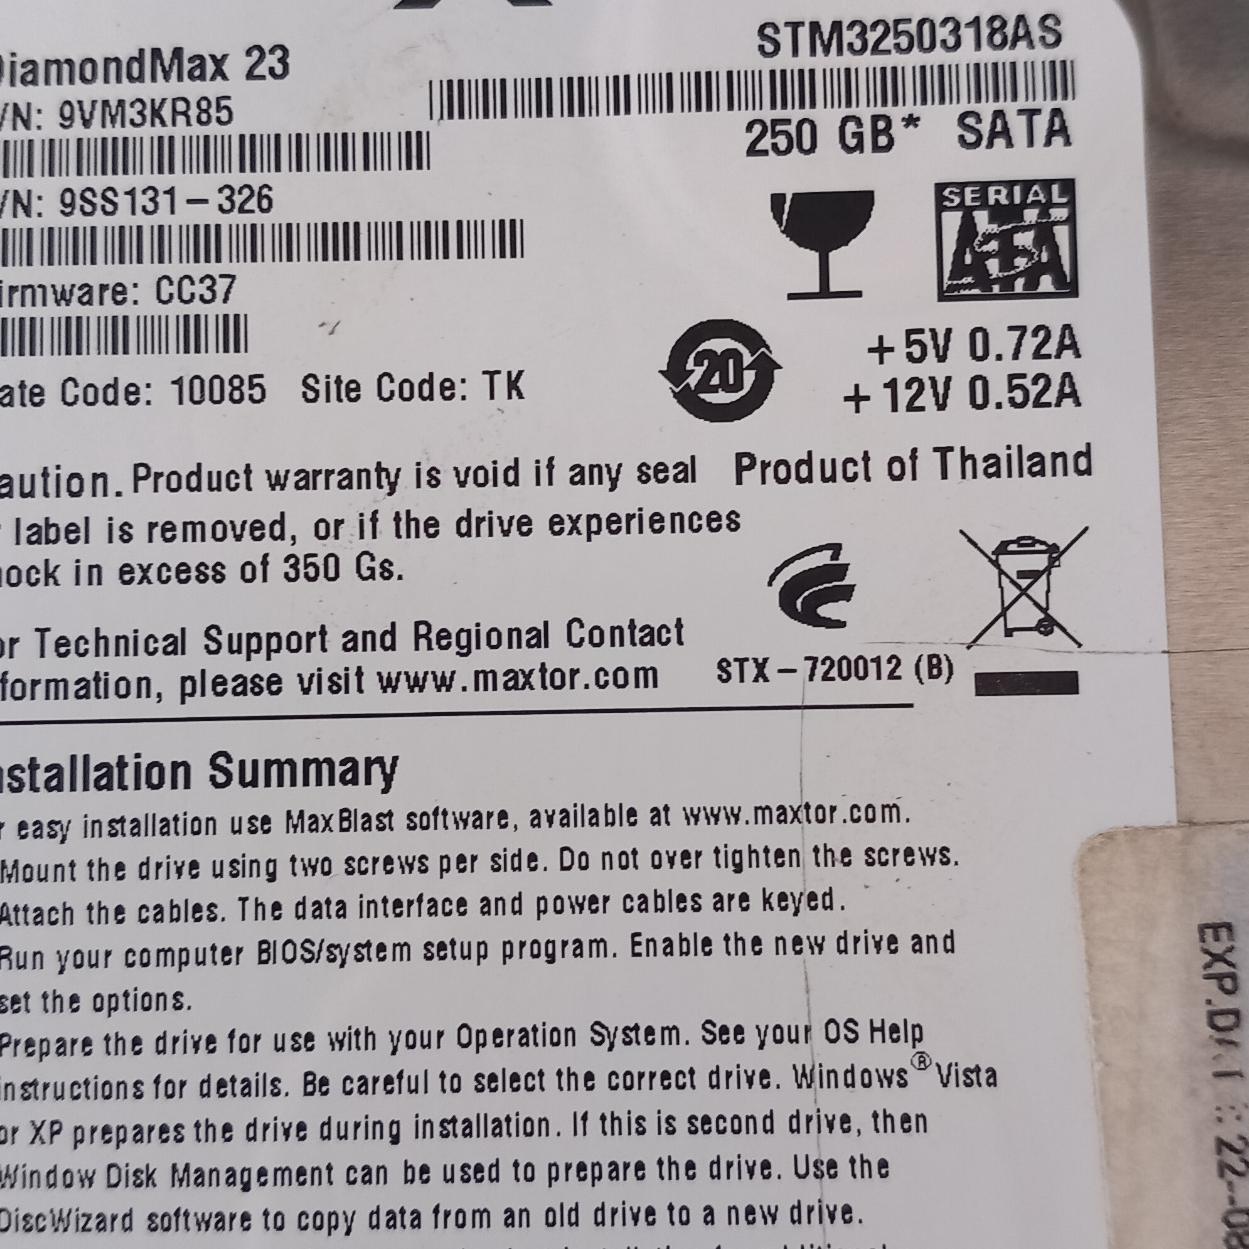 iamondMax 23
STM3250318AS
/N: 9VM3KR85
250 GB* SATA
/N: 9SS131-326
SERIAL
ATA
irmware: CC37
20
+5V 0.72A
+12V 0.52A
ate Code: 10085 Site Code: TK
aution. Product warranty is void if any seal
Product of Thailand
label is removed, or if the drive experiences
ock in excess of 350 Gs.
or Technical Support and Regional Contact
formation, please visit www.maxtor.com
STX-720012 (B)
nstallation Summary
r easy installation use MaxBlast software, available at www.maxtor.com.
Mount the drive using two screws per side. Do not over tighten the screws.
Attach the cables. The data interface and power cables are keyed.
Run your computer BIOS/system setup program. Enable the new drive and
set the options.
Prepare the drive for use with your Operation System. See your OS Help
instructions for details. Be careful to select the correct drive. Windows® Vista
or XP prepares the drive during installation. If this is second drive, then
Window Disk Management can be used to prepare the drive. Use the
DiscWizard software to copy data from an old drive to a new drive.